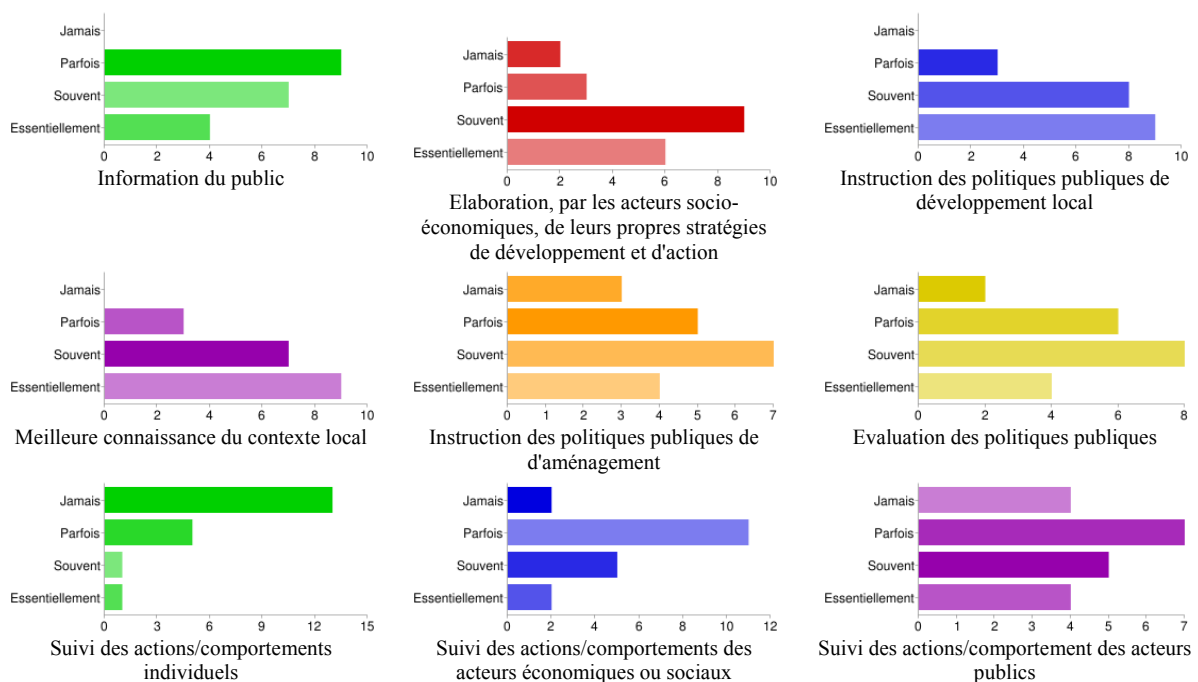 Jamais
Parfois
Souvent
Essentiellement
0 2 4 6 8 10
Information du public
Jamais
Parfois
Souvent
Essentiellement
0 2 4 6 8 10
Elaboration, par les acteurs socio-
économiques, de leurs propres stratégies
de développement et d'action
Jamais
Parfois
Souvent
Essentiellement
0 2 4 6 8 10
Instruction des politiques publiques de
développement local
Jamais
Parfois
Souvent
Essentiellement
0 2 4 6 8 10
Meilleure connaissance du contexte local
Jamais
Parfois
Souvent
Essentiellement
0 1 2 3 4 5 6 7
Instruction des politiques publiques de
d'aménagement
Jamais
Parfois
Souvent
Essentiellement
0 2 4 6 8
Evaluation des politiques publiques
Jamais
Parfois
Souvent
Essentiellement
0 3 6 9 12 15
Suivi des actions/comportements
individuels
Jamais
Parfois
Souvent
Essentiellement
0 2 4 6 8 10 12
Suivi des actions/comportements des
acteurs économiques ou sociaux
Jamais
Parfois
Souvent
Essentiellement
0 1 2 3 4 5 6 7
Suivi des actions/comportement des acteurs
publics